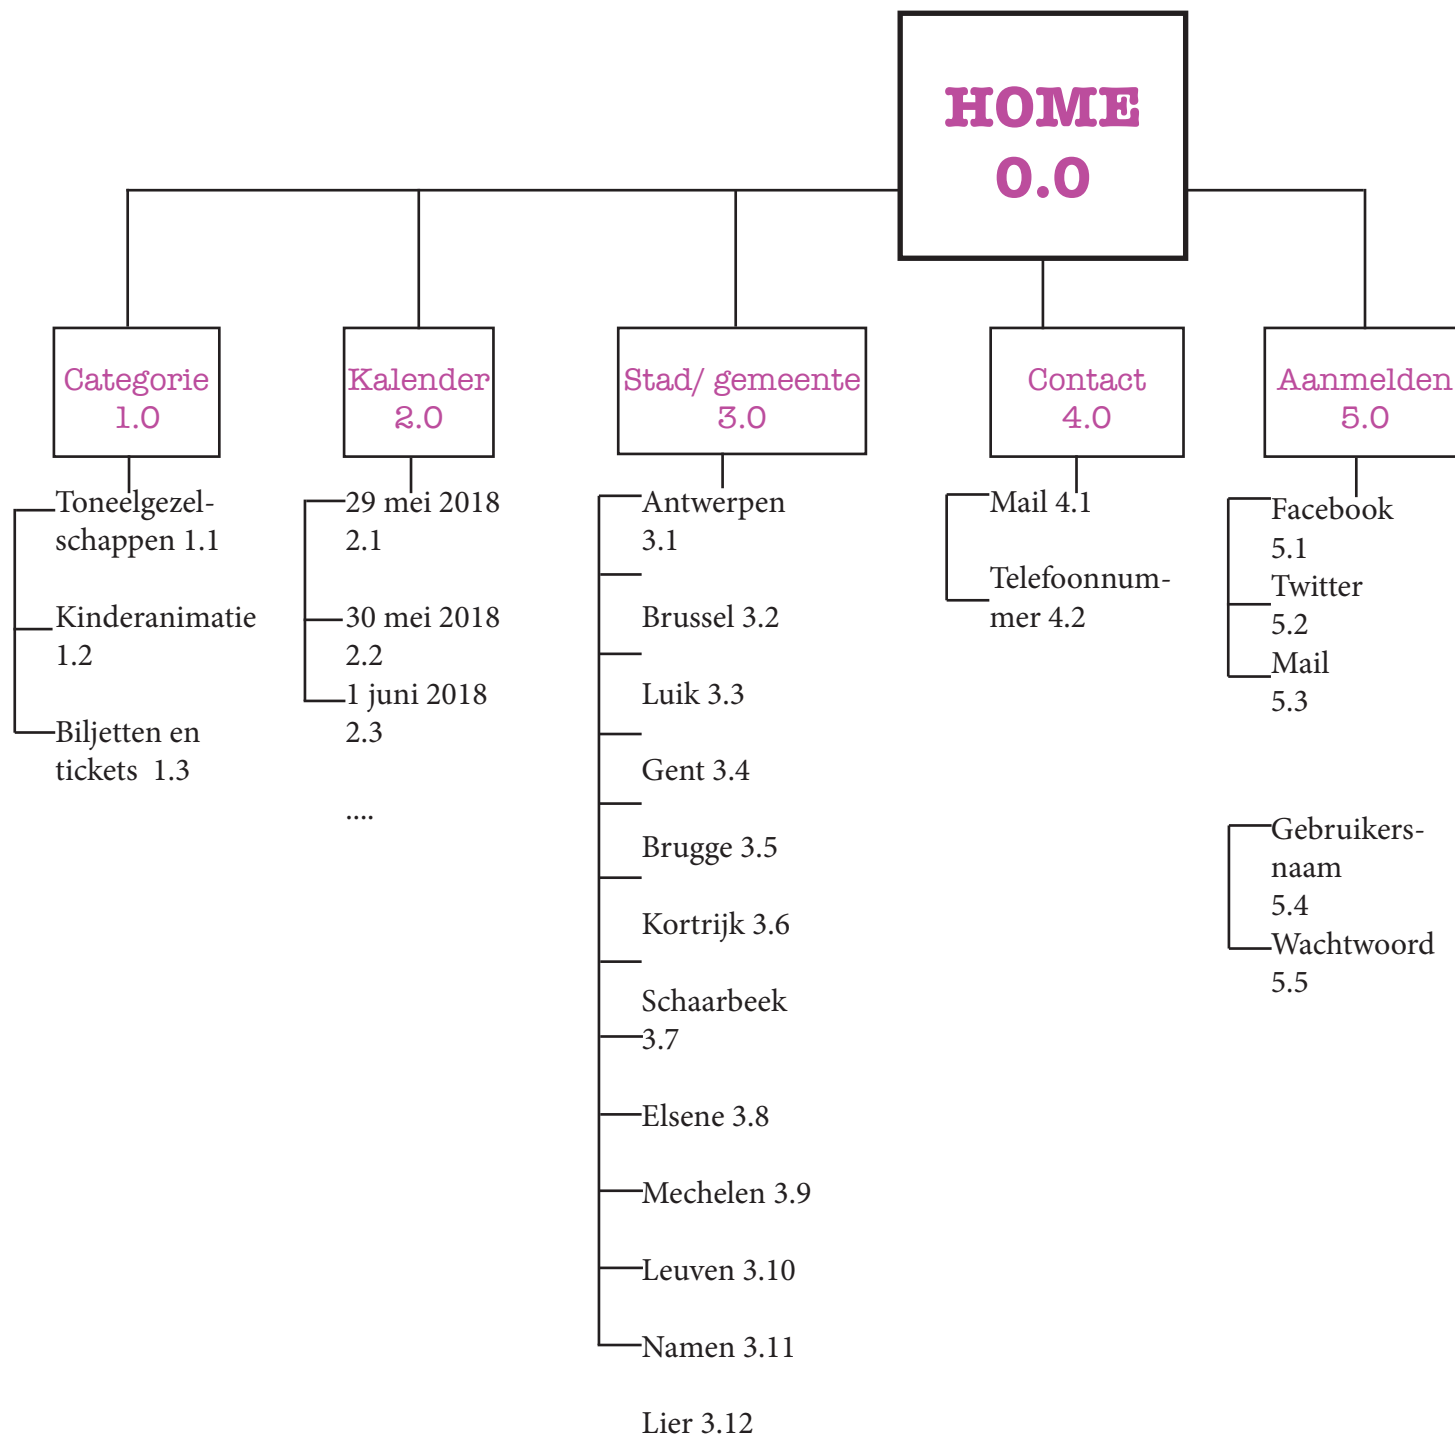 HOME
0.0
Categorie
1.0
Kalender
2.0
Stad/ gemeente
3.0
Contact
4.0
Aanmelden
5.0
Toneelgezel-
schappen 1.1
Kinderanimatie
1.2
Biljetten en
tickets  1.3
29 mei 2018
2.1
30 mei 2018
2.2
1 juni 2018
2.3
....
Antwerpen
3.1
Brussel 3.2
Luik 3.3
Gent 3.4
Brugge 3.5
Kortrijk 3.6
Schaarbeek
3.7
Elsene 3.8
Mechelen 3.9
Leuven 3.10
Namen 3.11
Lier 3.12
Mail 4.1
Telefoonnum-
mer 4.2
Facebook
5.1
Twitter
5.2
Mail
5.3
Gebruikers-
naam
5.4
Wachtwoord
5.5